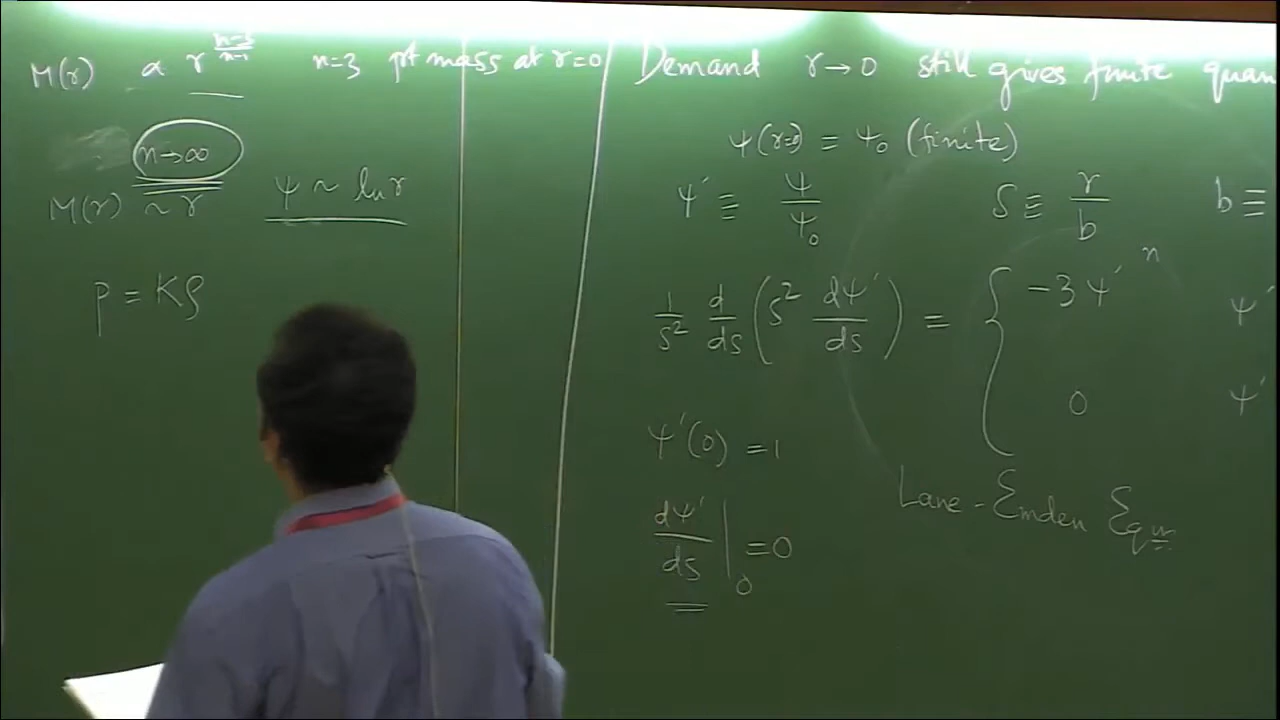 M(r) ∝ r^((n-3)/(n-1)) n=3 pt mass at r=0
n→∞
M(r) ~ r ψ ~ ln r
p = Kρ
Demand r→0 still gives finite quan
ψ(r=0) = ψ₀ (finite)
ψ' ≡ ψ/ψ₀ S ≡ r/b b ≡
1/s² d/ds (s² dψ'/ds) = { -3ψ'ⁿ ψ'
0 ψ'
ψ'(0) = 1
Lane-Emden Eqn
dψ'/ds |₀ = 0